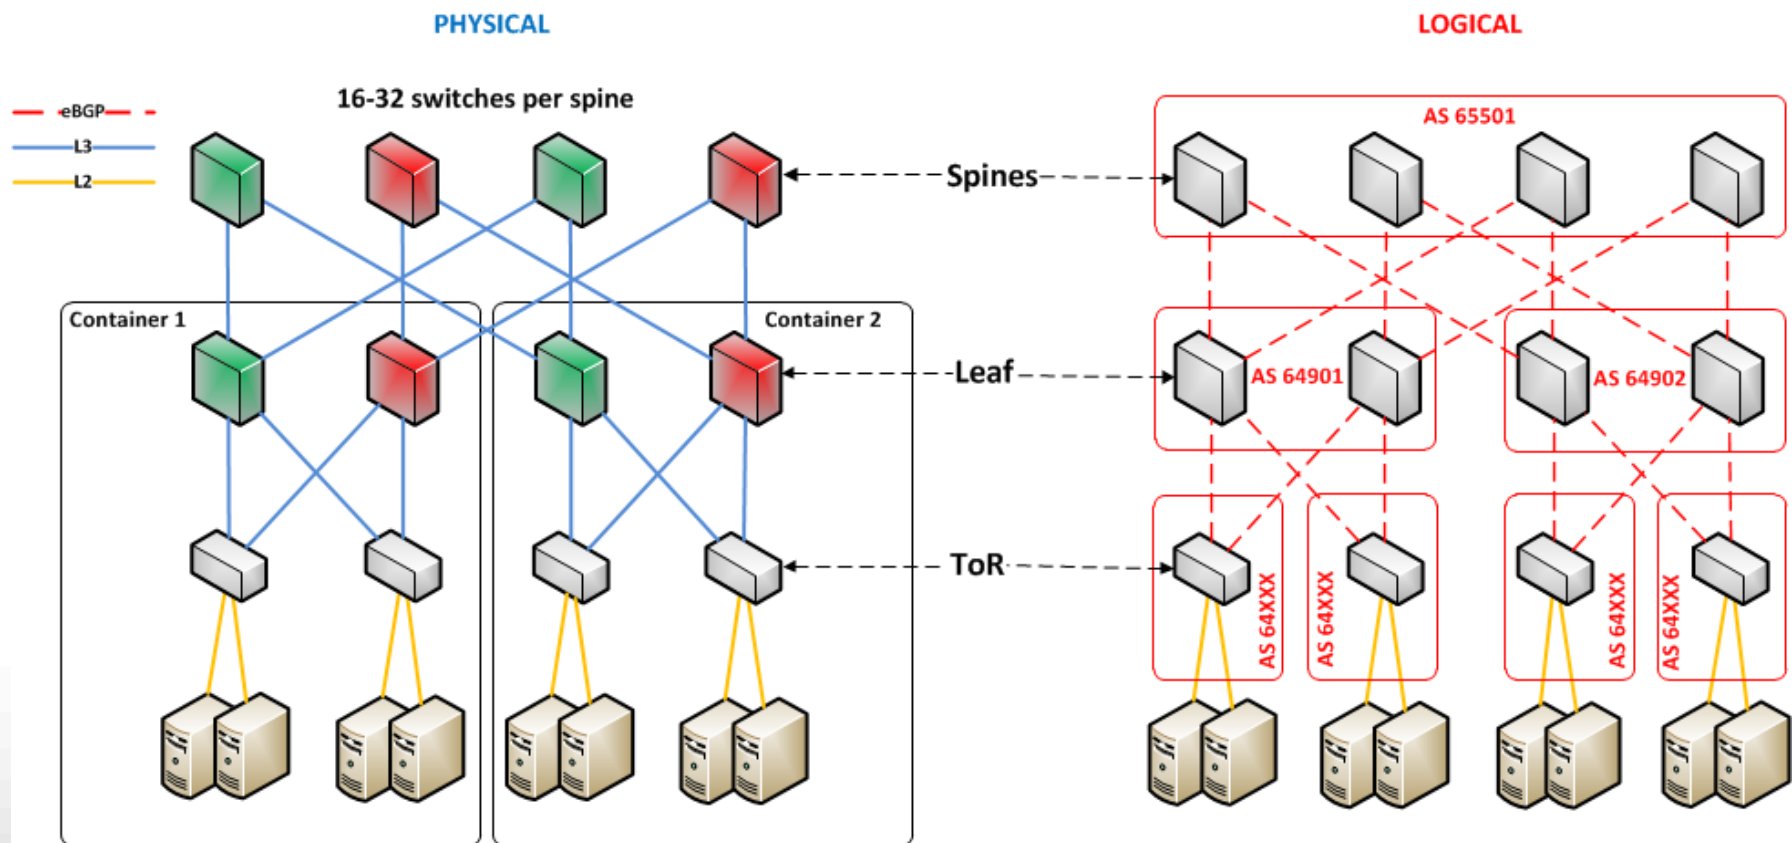 PHYSICAL
LOGICAL
16-32 switches per spine
eBGP
L3
L2
AS 65501
Spines
Container 1
Container 2
Leaf
AS 64901
AS 64902
ToR
AS 64XXX
AS 64XXX
AS 64XXX
AS 64XXX